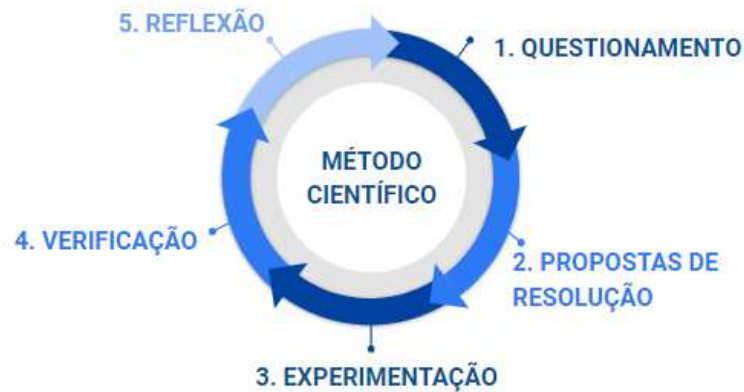 5. REFLEXÃO
1. QUESTIONAMENTO
MÉTODO
CIENTÍFICO
4. VERIFICAÇÃO
2. PROPOSTAS DE
RESOLUÇÃO
3. EXPERIMENTAÇÃO